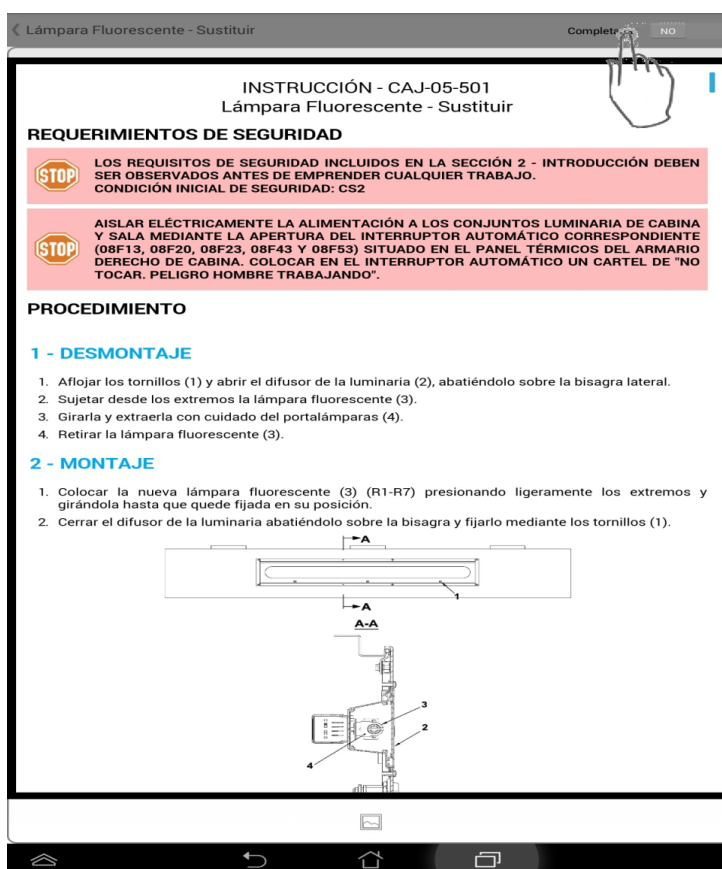 Lámpara Fluorescente - Sustituir
NO
INSTRUCCIÓN - CAJ-05-501
Lámpara Fluorescente - Sustituir
REQUERIMIENTOS DE SEGURIDAD
STOP
LOS REQUISITOS DE SEGURIDAD INCLUIDOS EN LA SECCIÓN 2 - INTRODUCCIÓN DEBEN
SER OBSERVADOS ANTES DE EMPRENDER CUALQUIER TRABAJO.
CONDICIÓN INICIAL DE SEGURIDAD: CS2
STOP
AISLAR ELÉCTRICAMENTE LA ALIMENTACIÓN A LOS CONJUNTOS LUMINARIA DE CABINA
Y SALA MEDIANTE LA APERTURA DEL INTERRUPTOR AUTOMÁTICO CORRESPONDIENTE
(08F13, 08F20, 08F23, 08F43 Y 08F53) SITUADO EN EL PANEL TÉRMICOS DEL ARMARIO
DERECHO DE CABINA. COLOCAR EN EL INTERRUPTOR AUTOMÁTICO UN CARTEL DE "NO
TOCAR. PELIGRO HOMBRE TRABAJANDO".
PROCEDIMIENTO
1 - DESMONTAJE
1. Aflojar los tornillos (1) y abrir el difusor de la luminaria (2), abatiéndolo sobre la bisagra lateral.
2. Sujetar desde los extremos la lámpara fluorescente (3).
3. Girarla y extraerla con cuidado del portalámparas (4).
4. Retirar la lámpara fluorescente (3).
2 - MONTAJE
1. Colocar la nueva lámpara fluorescente (3) (R1-R7) presionando ligeramente los extremos y
girándola hasta que quede fijada en su posición.
2. Cerrar el difusor de la luminaria abatiéndolo sobre la bisagra y fijarlo mediante los tornillos (1).
A
1
A
A-A
3
2
4